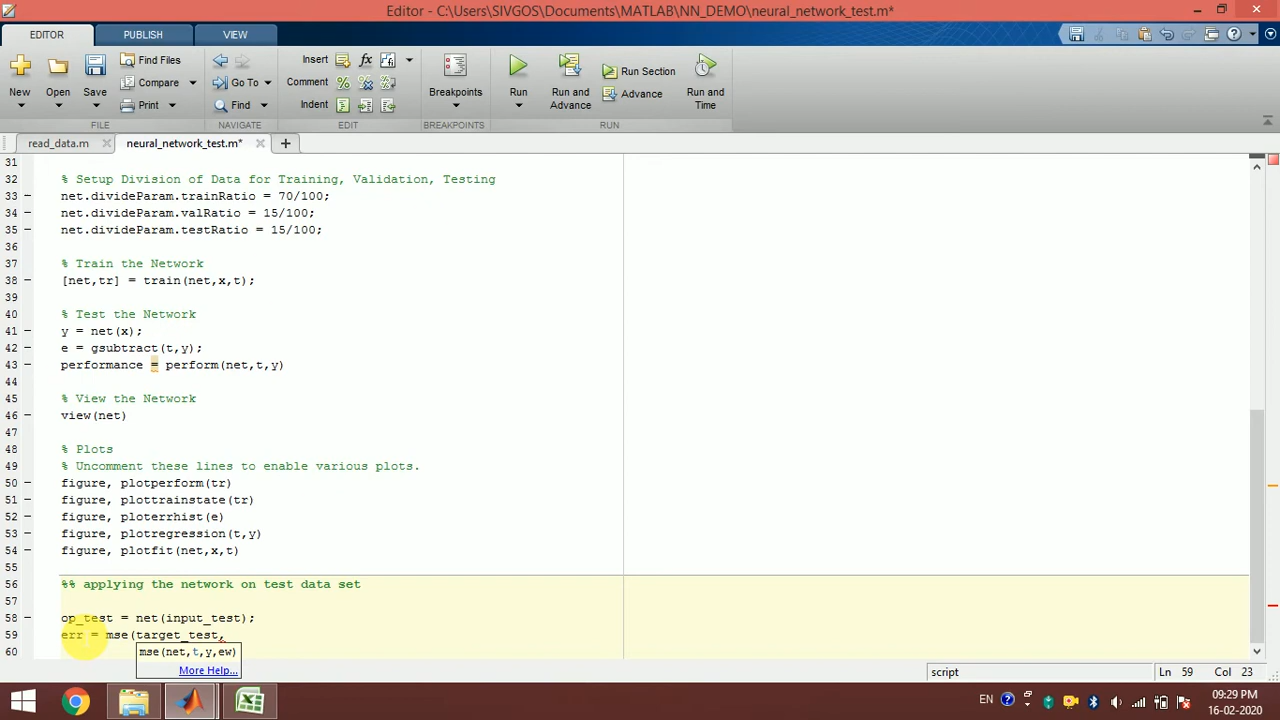 Editor - C:\Users\SIVGOS\Documents\MATLAB\NN_DEMO\neural_network_test.m*
EDITOR PUBLISH VIEW
New Open Save Find Files Compare Print Go To Find Insert fx Comment Indent Breakpoints Run Run and Advance Run Section Advance Run and Time
FILE NAVIGATE EDIT BREAKPOINTS RUN
read_data.m neural_network_test.m*
31
32 % Setup Division of Data for Training, Validation, Testing
33 net.divideParam.trainRatio = 70/100;
34 net.divideParam.valRatio = 15/100;
35 net.divideParam.testRatio = 15/100;
36
37 % Train the Network
38 [net,tr] = train(net,x,t);
39
40 % Test the Network
41 y = net(x);
42 e = gsubtract(t,y);
43 performance = perform(net,t,y)
44
45 % View the Network
46 view(net)
47
48 % Plots
49 % Uncomment these lines to enable various plots.
50 figure, plotperform(tr)
51 figure, plottrainstate(tr)
52 figure, ploterrhist(e)
53 figure, plotregression(t,y)
54 figure, plotfit(net,x,t)
55
56 %% applying the network on test data set
57
58 op_test = net(input_test);
59 err = mse(target_test,
60
mse(net,t,y,ew)
More Help...
script Ln 59 Col 23
EN 09:29 PM
16-02-2020